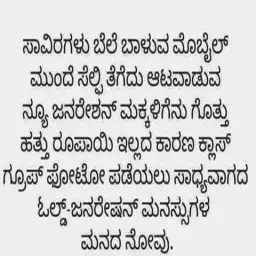 ಸಾವಿರಗಳು ಬೆಲೆ ಬಾಳುವ ಮೊಬೈಲ್
ಮುಂದೆ ಸೆಲ್ಫಿ ತೆಗೆದು ಆಟವಾಡುವ
ನ್ಯೂ ಜನರೇಶನ್ ಮಕ್ಕಳಿಗೆನು ಗೊತ್ತು
ಹತ್ತು ರೂಪಾಯಿ ಇಲ್ಲದ ಕಾರಣ ಕ್ಲಾಸ್
ಗ್ರೂಪ್ ಫೋಟೋ ಪಡೆಯಲು ಸಾಧ್ಯವಾಗದ
ಓಲ್ಡ್-ಜನರೇಷನ್ ಮನಸ್ಸುಗಳ
ಮನದ ನೋವು.